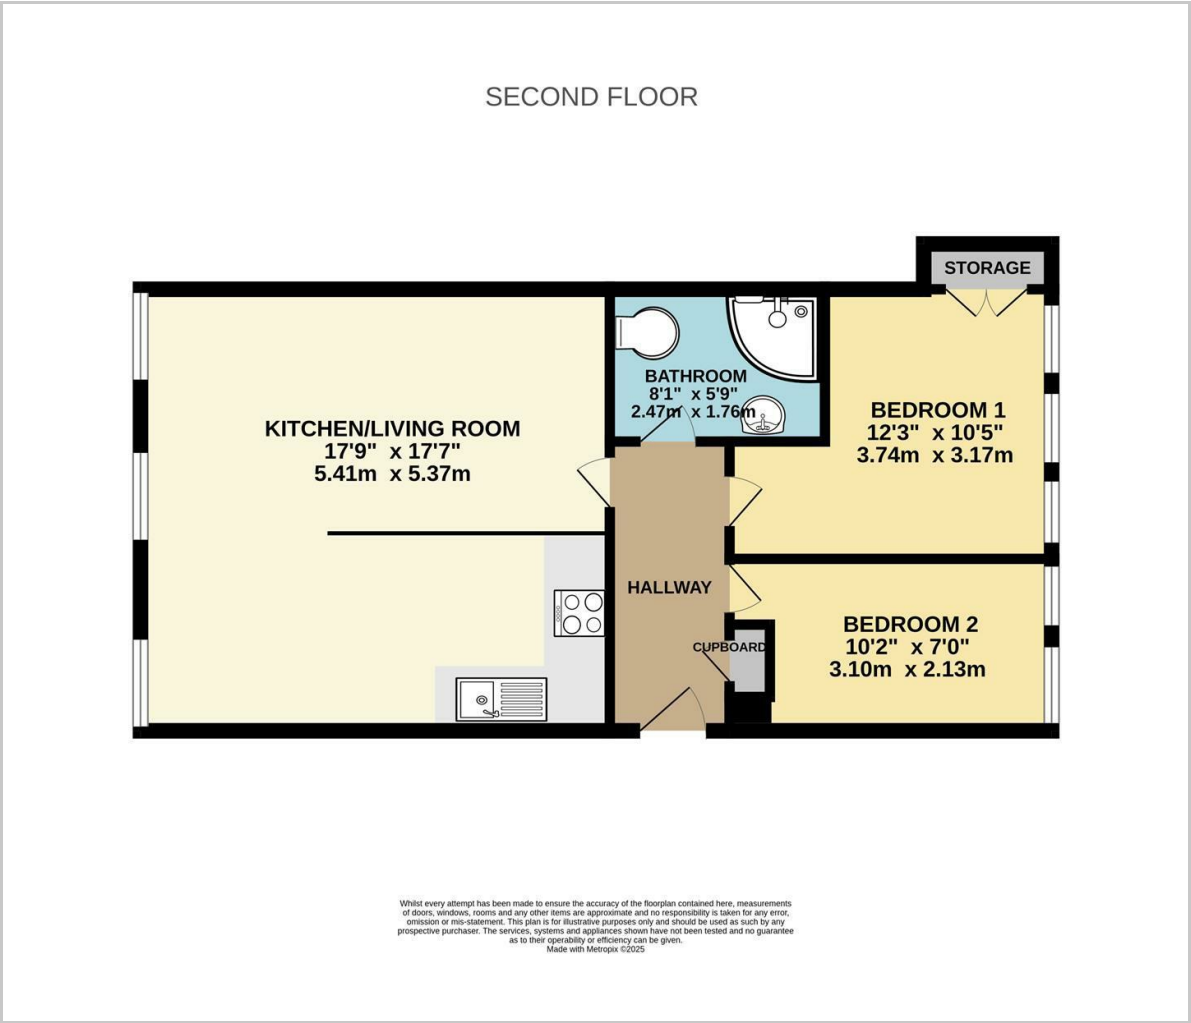 SECOND FLOOR
STORAGE
BATHROOM
8'1" x 5'9"
2.47m x 1.76m
KITCHEN/LIVING ROOM
17'9" x 17'7"
5.41m x 5.37m
BEDROOM 1
12'3" x 10'5"
3.74m x 3.17m
HALLWAY
BEDROOM 2
10'2" x 7'0"
3.10m x 2.13m
CUPBOARD
Whilst every attempt has been made to ensure the accuracy of the floorplan contained here, measurements
of doors, windows, rooms and any other items are approximate and no responsibility is taken for any error,
omission or mis-statement. This plan is for illustrative purposes only and should be used as such by any
prospective purchaser. The services, systems and appliances shown have not been tested and no guarantee
as to their operability or efficiency can be given.
Made with Metropix ©2025